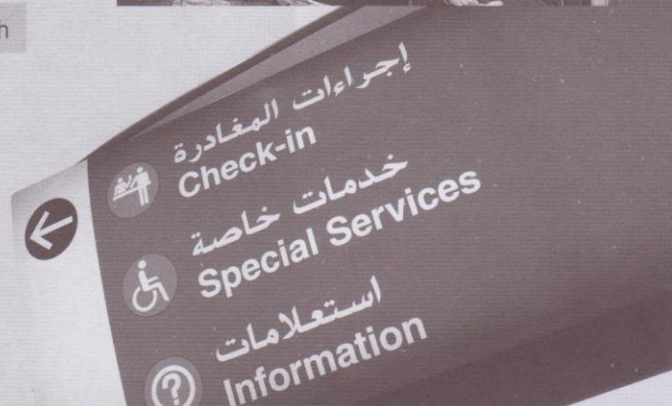 h
إجراءات المغادرة
Check-in
خدمات خاصة
Special Services
استعلامات
Information
?